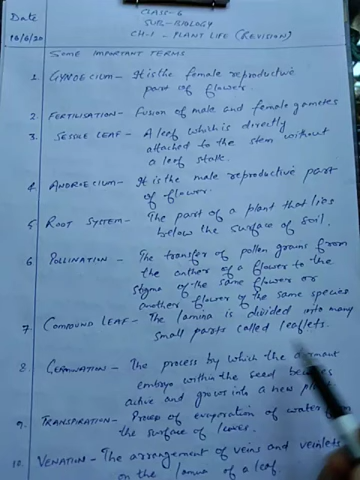 CLASS-6
Date
SUB-BIOLOGY
16/6/20
CH.1- PLANT LIFE (REVISION)
SOME IMPORTANT TERMS
1. GYNOECIUM- It is the female reproductive
part of flower.
2. FERTILISATION- Fusion of male and female gametes
3. SESSILE LEAF- A leaf which is directly
attached to the stem without
a leaf stalk.
4. ANDROECIUM- It is the male reproductive part
of flower.
5. ROOT SYSTEM- The part of a plant that lies
below the surface of soil.
6. POLLINATION- The transfer of pollen grains from
the anther of a flower to the
stigma of the same flower or
another flower of the same species
7. COMPOUND LEAF- The lamina is divided into many
small parts called leaflets.
8. GERMINATION- The process by which the dormant
embryo within the seed becomes
active and grows into a new
9. TRANSPIRATION- Process of evaporation of water
the surface of leaves.
10. VENATION- The arrangement of veins and veinlets
on the lamina of a leaf.